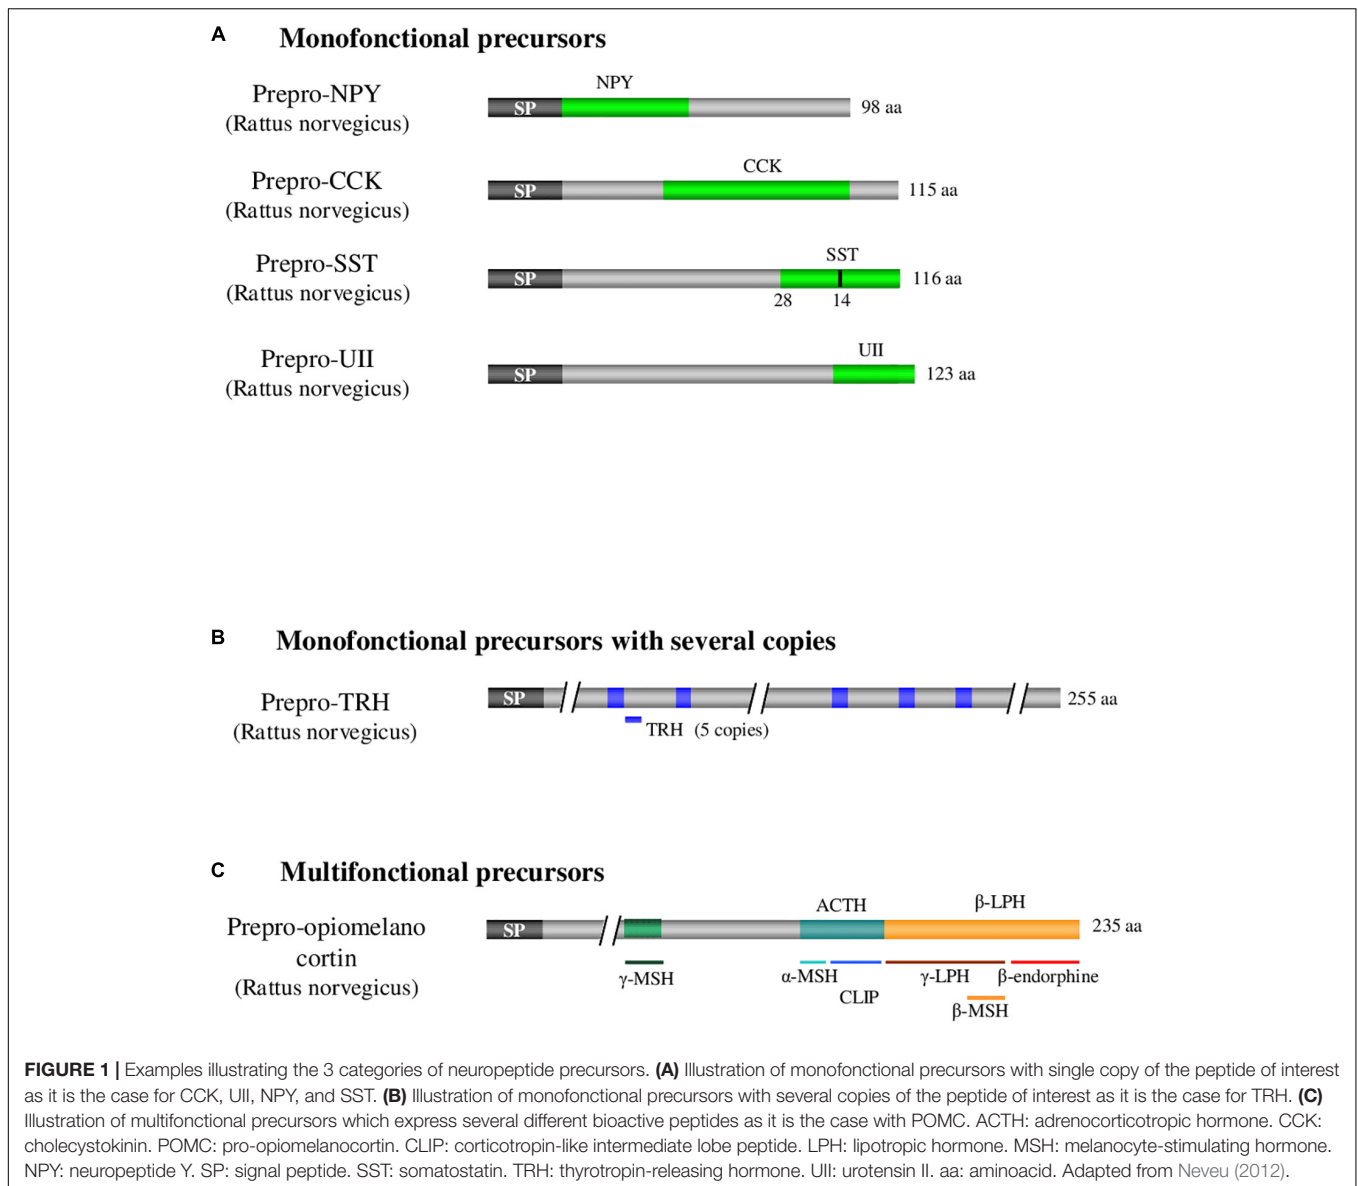 A Monofonctional precursors
Prepro-NPY
(Rattus norvegicus)
NPY
SP
98 aa
Prepro-CCK
(Rattus norvegicus)
CCK
SP
115 aa
Prepro-SST
(Rattus norvegicus)
SST
SP
116 aa
28 14
Prepro-UII
(Rattus norvegicus)
UII
SP
123 aa
B Monofonctional precursors with several copies
Prepro-TRH
(Rattus norvegicus)
SP
255 aa
TRH (5 copies)
C Multifonctional precursors
Prepro-opiomelano
cortin
(Rattus norvegicus)
ACTH β-LPH
SP
235 aa
γ-MSH α-MSH γ-LPH β-endorphine
CLIP
β-MSH
FIGURE 1 | Examples illustrating the 3 categories of neuropeptide precursors. (A) Illustration of monofonctional precursors with single copy of the peptide of interest
as it is the case for CCK, UII, NPY, and SST. (B) Illustration of monofonctional precursors with several copies of the peptide of interest as it is the case for TRH. (C)
Illustration of multifonctional precursors which express several different bioactive peptides as it is the case with POMC. ACTH: adrenocorticotropic hormone. CCK:
cholecystokinin. POMC: pro-opiomelanocortin. CLIP: corticotropin-like intermediate lobe peptide. LPH: lipotropic hormone. MSH: melanocyte-stimulating hormone.
NPY: neuropeptide Y. SP: signal peptide. SST: somatostatin. TRH: thyrotropin-releasing hormone. UII: urotensin II. aa: aminoacid. Adapted from Neveu (2012).